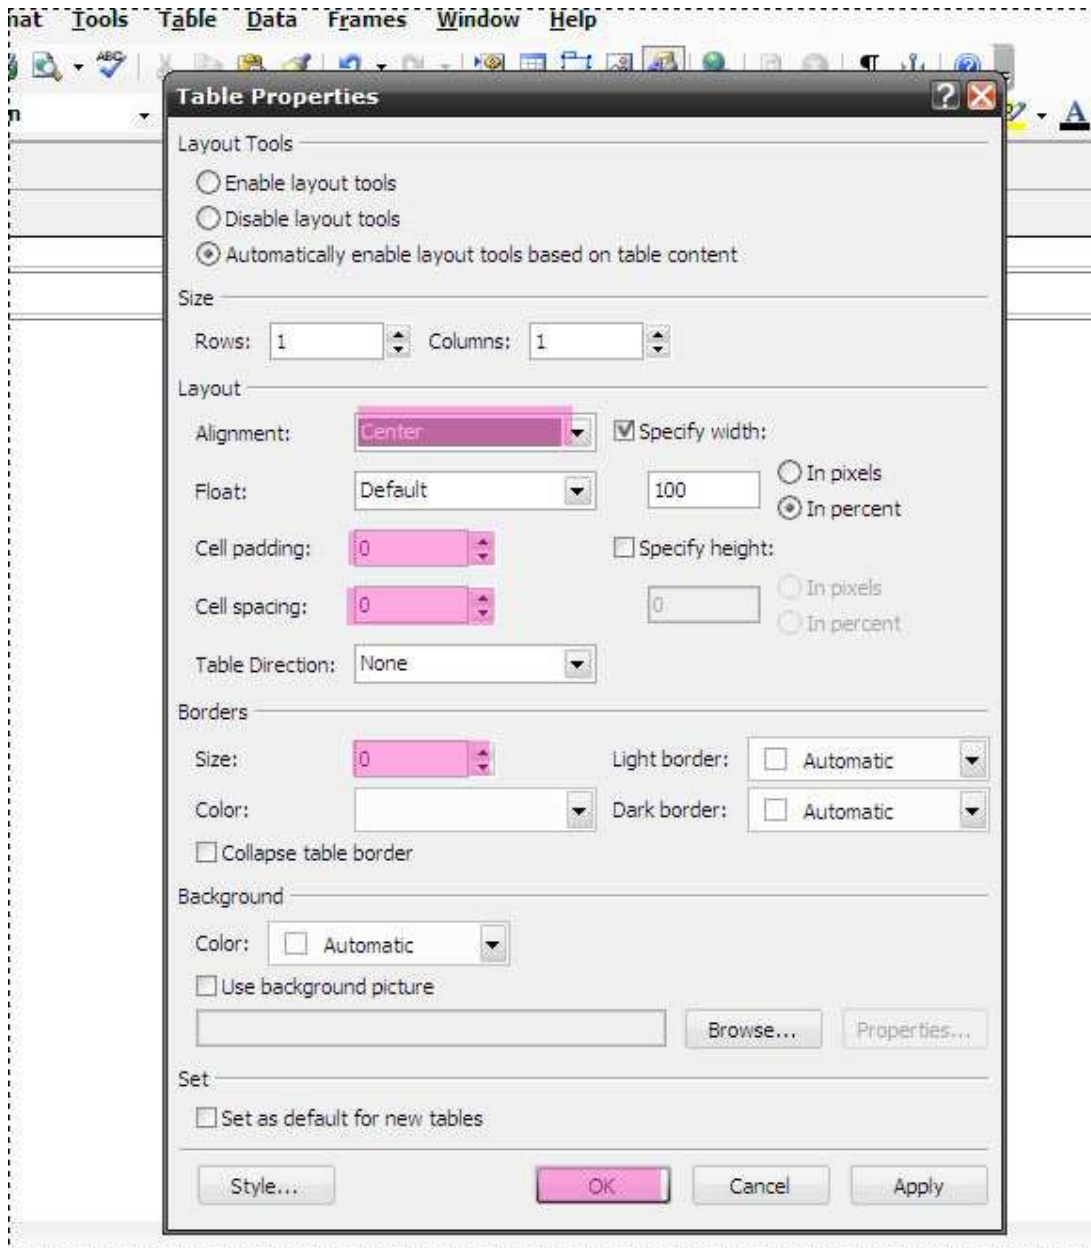 mat Tools Table Data Frames Window Help
ABC
Table Properties
Layout Tools
Enable layout tools
Disable layout tools
Automatically enable layout tools based on table content
Size
Rows: 1 Columns: 1
Layout
Alignment: Center Specify width:
Float: Default 100 In pixels
In percent
Cell padding: 0 Specify height:
Cell spacing: 0 0 In pixels
In percent
Table Direction: None
Borders
Size: 0 Light border: Automatic
Color: Dark border: Automatic
Collapse table border
Background
Color: Automatic
Use background picture
Browse... Properties...
Set
Set as default for new tables
Style... OK Cancel Apply